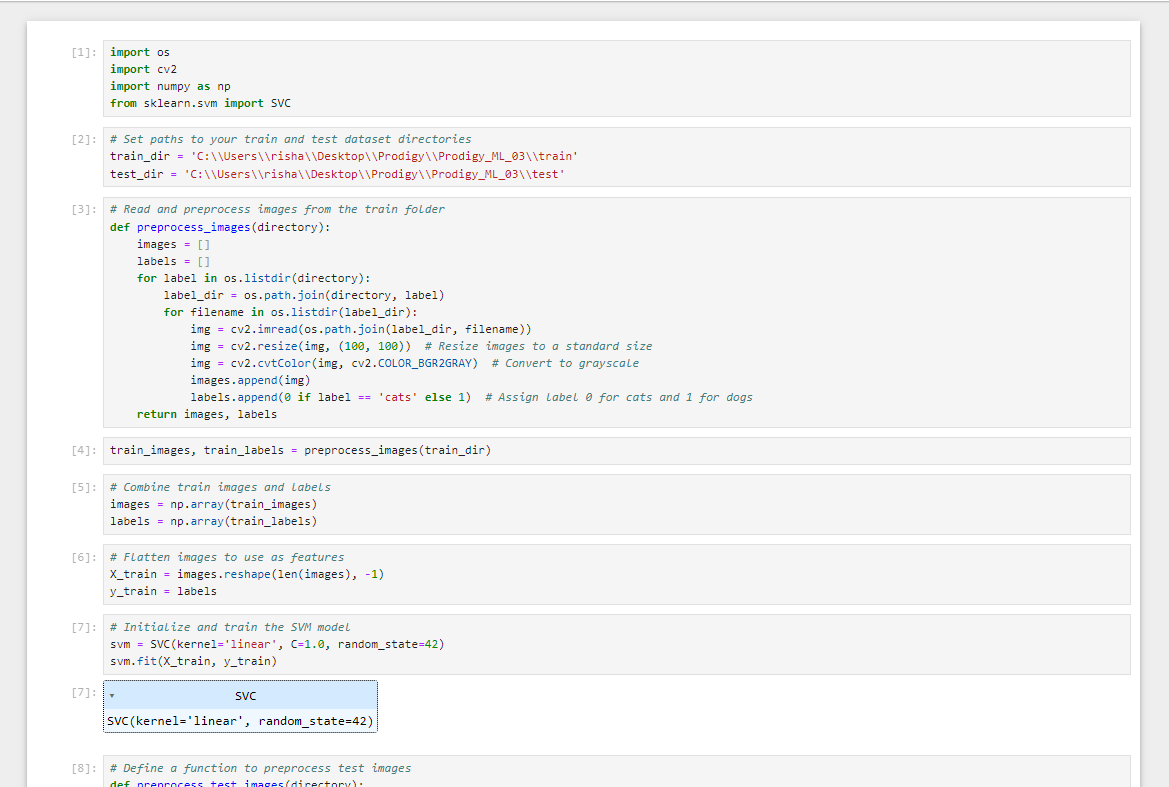 [1]: import os
import cv2
import numpy as np
from sklearn.svm import SVC
[2]: # Set paths to your train and test dataset directories
train_dir = 'C:\\Users\\risha\\Desktop\\Prodigy\\Prodigy_ML_03\\train'
test_dir = 'C:\\Users\\risha\\Desktop\\Prodigy\\Prodigy_ML_03\\test'
[3]: # Read and preprocess images from the train folder
def preprocess_images(directory):
    images = []
    labels = []
    for label in os.listdir(directory):
        label_dir = os.path.join(directory, label)
        for filename in os.listdir(label_dir):
            img = cv2.imread(os.path.join(label_dir, filename))
            img = cv2.resize(img, (100, 100))  # Resize images to a standard size
            img = cv2.cvtColor(img, cv2.COLOR_BGR2GRAY)  # Convert to grayscale
            images.append(img)
            labels.append(0 if label == 'cats' else 1)  # Assign label 0 for cats and 1 for dogs
    return images, labels
[4]: train_images, train_labels = preprocess_images(train_dir)
[5]: # Combine train images and labels
images = np.array(train_images)
labels = np.array(train_labels)
[6]: # Flatten images to use as features
X_train = images.reshape(len(images), -1)
y_train = labels
[7]: # Initialize and train the SVM model
svm = SVC(kernel='linear', C=1.0, random_state=42)
svm.fit(X_train, y_train)
[7]: ▾ SVC
SVC(kernel='linear', random_state=42)
[8]: # Define a function to preprocess test images
def preprocess_test_images(directory):